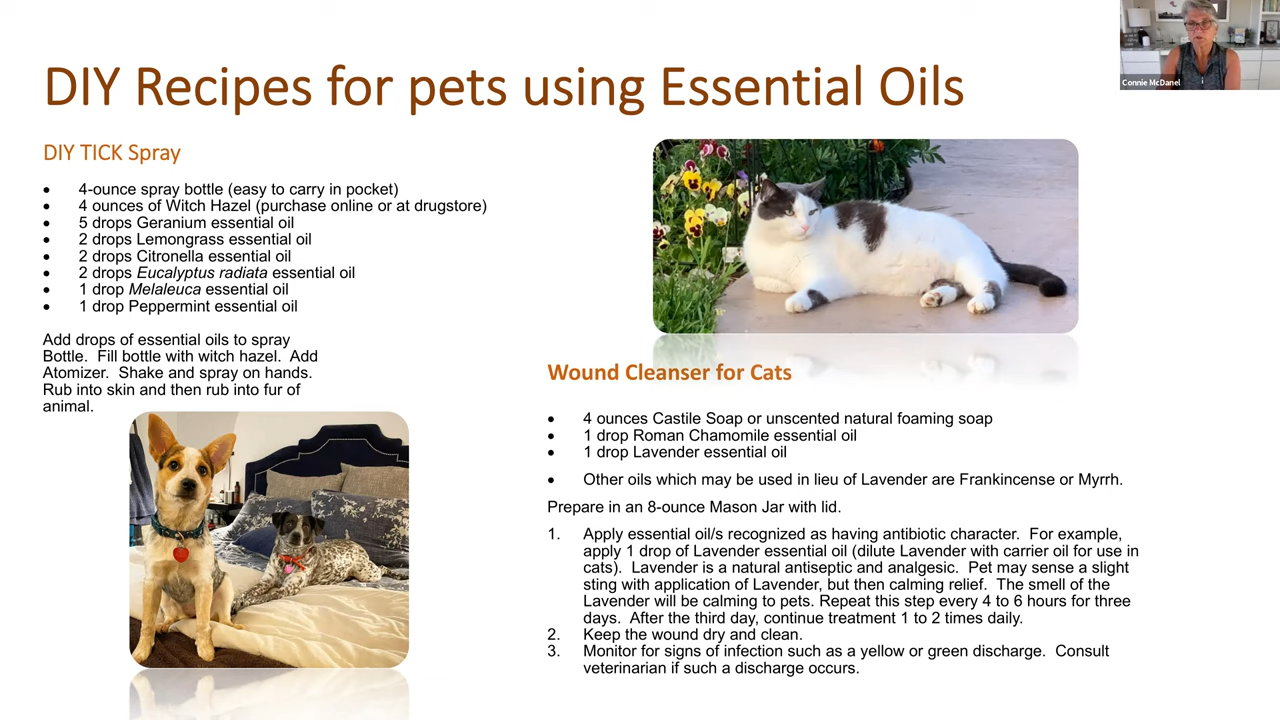 DIY Recipes for pets using Essential Oils
Connie McDanel
DIY TICK Spray
• 4-ounce spray bottle (easy to carry in pocket)
• 4 ounces of Witch Hazel (purchase online or at drugstore)
• 5 drops Geranium essential oil
• 2 drops Lemongrass essential oil
• 2 drops Citronella essential oil
• 2 drops Eucalyptus radiata essential oil
• 1 drop Melaleuca essential oil
• 1 drop Peppermint essential oil
Add drops of essential oils to spray
Bottle. Fill bottle with witch hazel. Add
Atomizer. Shake and spray on hands.
Rub into skin and then rub into fur of
animal.
Wound Cleanser for Cats
• 4 ounces Castile Soap or unscented natural foaming soap
• 1 drop Roman Chamomile essential oil
• 1 drop Lavender essential oil
• Other oils which may be used in lieu of Lavender are Frankincense or Myrrh.
Prepare in an 8-ounce Mason Jar with lid.
1. Apply essential oil/s recognized as having antibiotic character. For example,
apply 1 drop of Lavender essential oil (dilute Lavender with carrier oil for use in
cats). Lavender is a natural antiseptic and analgesic. Pet may sense a slight
sting with application of Lavender, but then calming relief. The smell of the
Lavender will be calming to pets. Repeat this step every 4 to 6 hours for three
days. After the third day, continue treatment 1 to 2 times daily.
2. Keep the wound dry and clean.
3. Monitor for signs of infection such as a yellow or green discharge. Consult
veterinarian if such a discharge occurs.